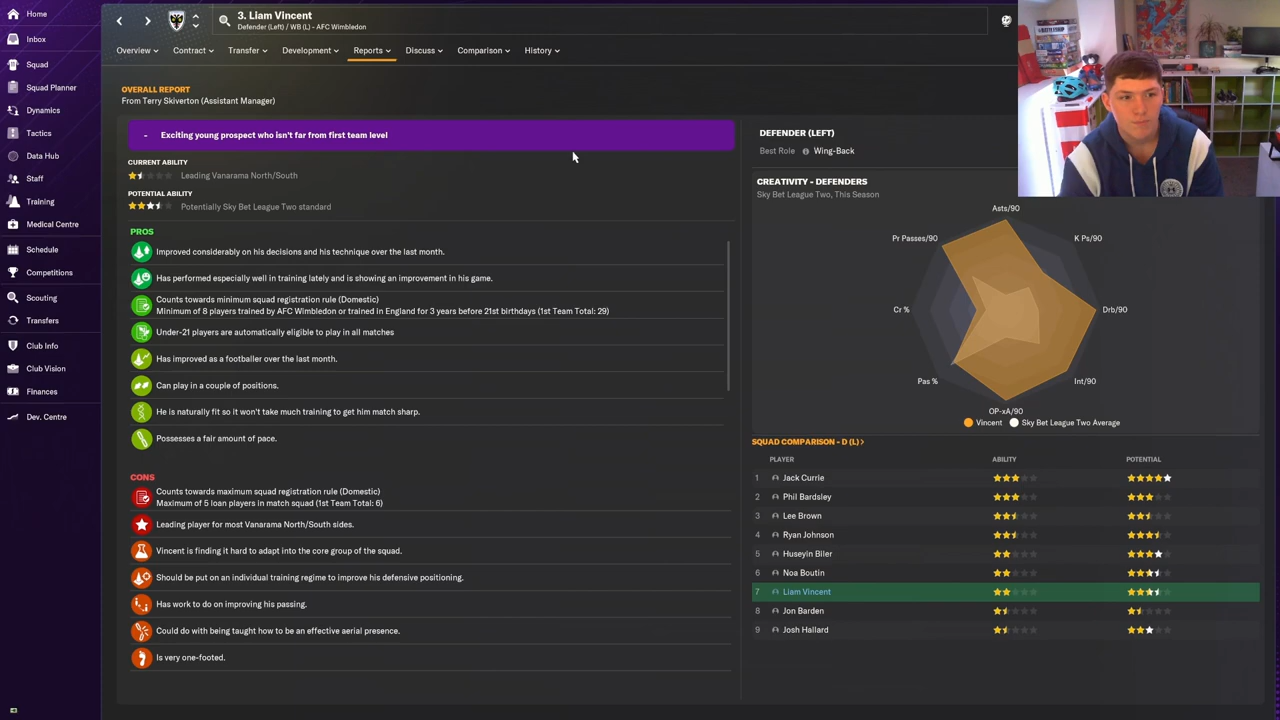 Home
Inbox
Squad
Squad Planner
Dynamics
Tactics
Data Hub
Staff
Training
Medical Centre
Schedule
Competitions
Scouting
Transfers
Club Info
Club Vision
Finances
Dev. Centre
3. Liam Vincent
Defender (Left) / WB (L) - AFC Wimbledon
Overview Contract Transfer Development Reports Discuss Comparison History
OVERALL REPORT
From Terry Skiverton (Assistant Manager)
- Exciting young prospect who isn't far from first team level
CURRENT ABILITY
Leading Vanarama North/South
POTENTIAL ABILITY
Potentially Sky Bet League Two standard
PROS
Improved considerably on his decisions and his technique over the last month.
Has performed especially well in training lately and is showing an improvement in his game.
Counts towards minimum squad registration rule (Domestic)
Minimum of 8 players trained by AFC Wimbledon or trained in England for 3 years before 21st birthdays (1st Team Total: 29)
Under-21 players are automatically eligible to play in all matches
Has improved as a footballer over the last month.
Can play in a couple of positions.
He is naturally fit so it won't take much training to get him match sharp.
Possesses a fair amount of pace.
CONS
Counts towards maximum squad registration rule (Domestic)
Maximum of 5 loan players in match squad (1st Team Total: 6)
Leading player for most Vanarama North/South sides.
Vincent is finding it hard to adapt into the core group of the squad.
Should be put on an individual training regime to improve his defensive positioning.
Has work to do on improving his passing.
Could do with being taught how to be an effective aerial presence.
Is very one-footed.
DEFENDER (LEFT)
Best Role Wing-Back
CREATIVITY - DEFENDERS
Sky Bet League Two, This Season
Asts/90
Pr Passes/90
K Ps/90
Cr %
Drb/90
Pas %
Int/90
OP-xA/90
Vincent Sky Bet League Two Average
SQUAD COMPARISON - D (L) >
PLAYER ABILITY POTENTIAL
1 Jack Currie
2 Phil Bardsley
3 Lee Brown
4 Ryan Johnson
5 Huseyin Biler
6 Noa Boutin
7 Liam Vincent
8 Jon Barden
9 Josh Hallard